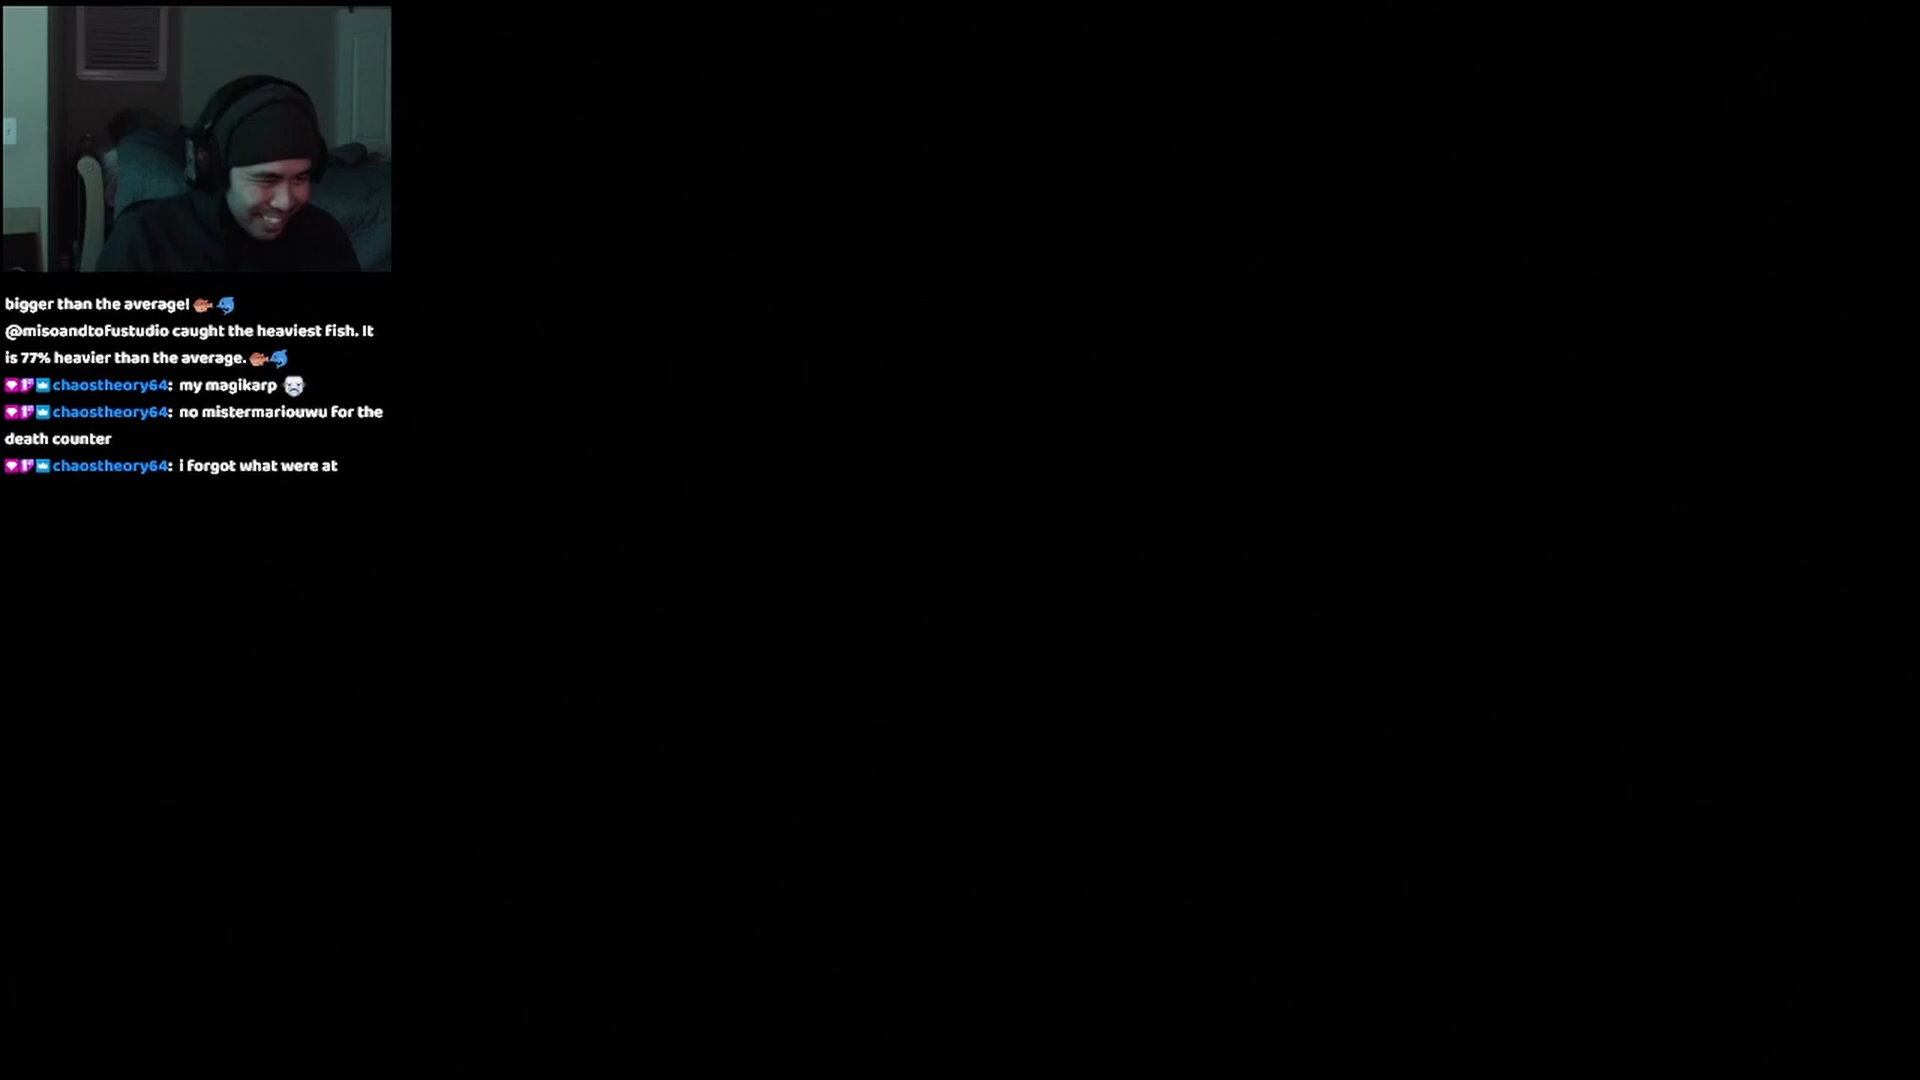 bigger than the average!
@misoandtofustudio caught the heaviest fish. It
is 77% heavier than the average.
chaostheory64: my magikarp
chaostheory64: no mistermariouwu for the
death counter
chaostheory64: i forgot what were at